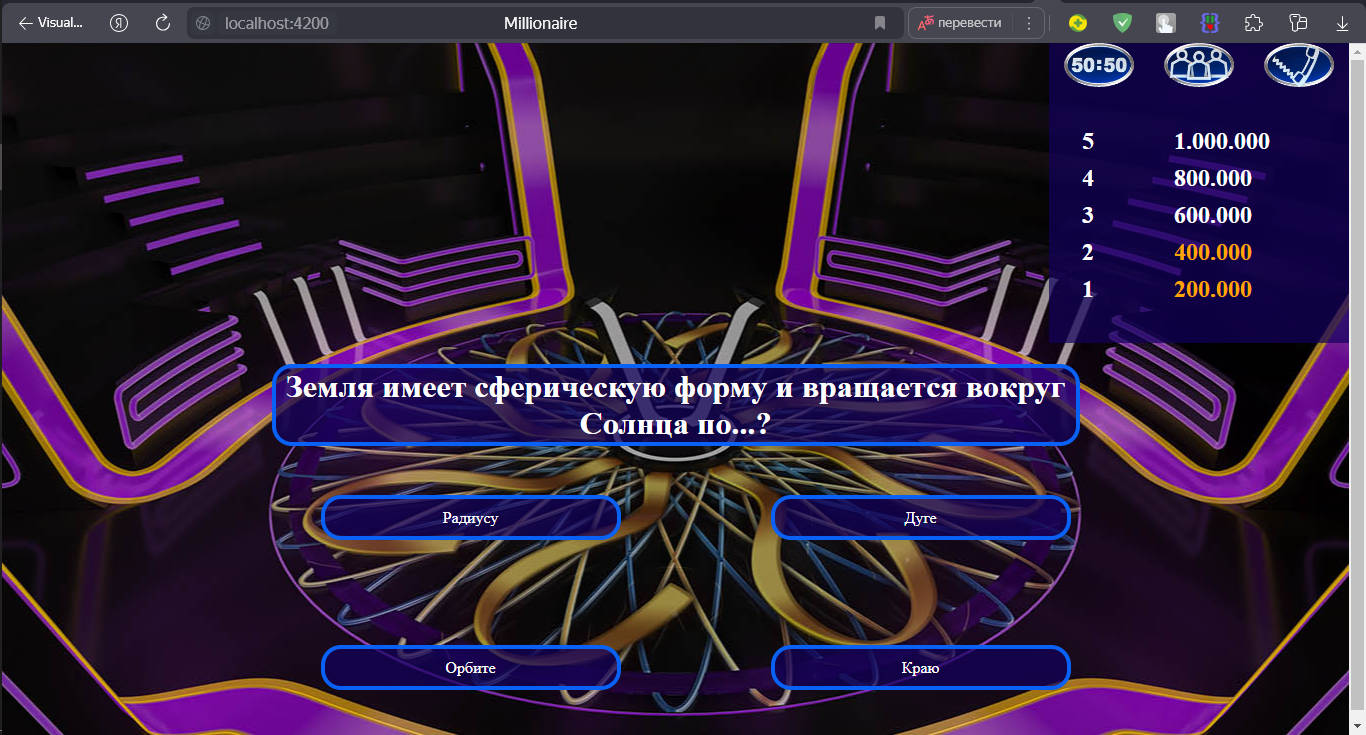 Visual...
Я
localhost:4200
Millionaire
перевести
50:50
5 1.000.000
4 800.000
3 600.000
2 400.000
1 200.000
Земля имеет сферическую форму и вращается вокруг
Солнца по...?
Радиусу Дуге
Орбите Краю